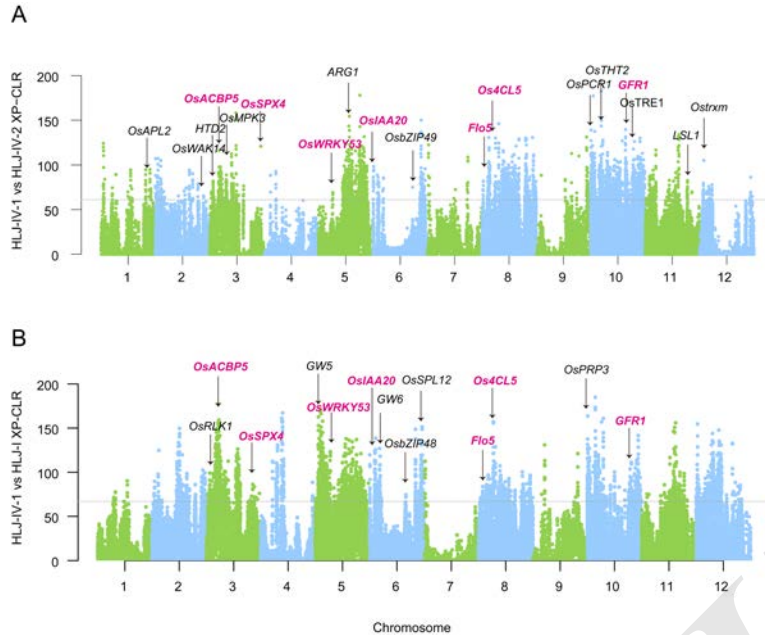 A
HLJ-IV-1 vs HLJ-IV-2 XP-CLR
200
150
100
50
0
OsAPL2
OsWAK14
HTD2
OsACBP5
OsMPK3
OsSPX4
OsWRKY53
ARG1
OsIAA20
OsbZIP49
Flo5
Os4CL5
OsPCR1
OsTHT2
GFR1
OsTRE1
LSL1
Ostrxm
1 2 3 4 5 6 7 8 9 10 11 12
B
HLJ-IV-1 vs HLJ-I XP-CLR
200
150
100
50
0
OsRLK1
OsACBP5
OsSPX4
GW5
OsWRKY53
OsIAA20
GW6
OsbZIP48
OsSPL12
Flo5
Os4CL5
OsPRP3
GFR1
1 2 3 4 5 6 7 8 9 10 11 12
Chromosome